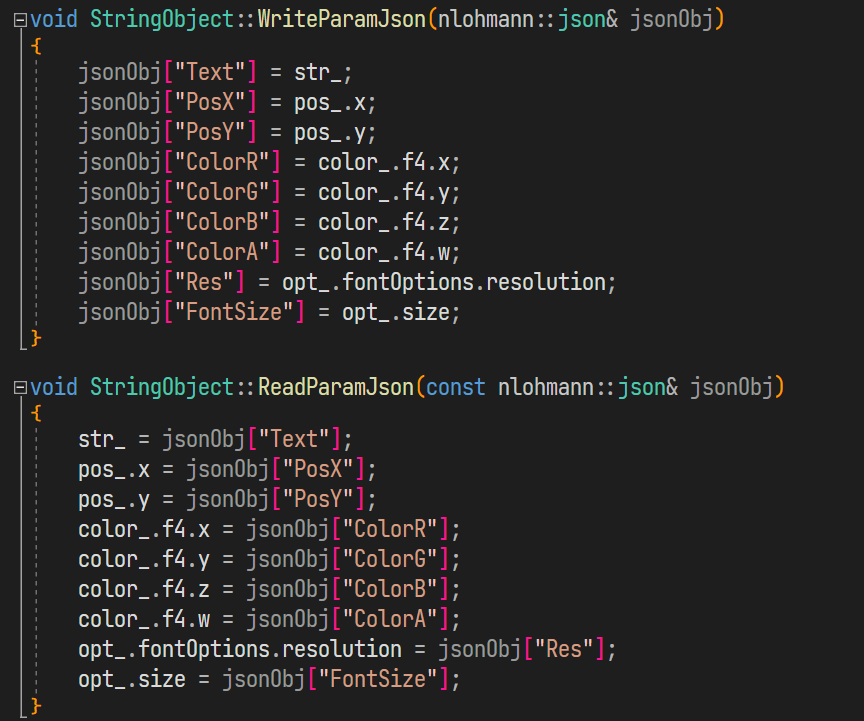 void StringObject::WriteParamJson(nlohmann::json& jsonObj)
{
    jsonObj["Text"] = str_;
    jsonObj["PosX"] = pos_.x;
    jsonObj["PosY"] = pos_.y;
    jsonObj["ColorR"] = color_.f4.x;
    jsonObj["ColorG"] = color_.f4.y;
    jsonObj["ColorB"] = color_.f4.z;
    jsonObj["ColorA"] = color_.f4.w;
    jsonObj["Res"] = opt_.fontOptions.resolution;
    jsonObj["FontSize"] = opt_.size;
}
void StringObject::ReadParamJson(const nlohmann::json& jsonObj)
{
    str_ = jsonObj["Text"];
    pos_.x = jsonObj["PosX"];
    pos_.y = jsonObj["PosY"];
    color_.f4.x = jsonObj["ColorR"];
    color_.f4.y = jsonObj["ColorG"];
    color_.f4.z = jsonObj["ColorB"];
    color_.f4.w = jsonObj["ColorA"];
    opt_.fontOptions.resolution = jsonObj["Res"];
    opt_.size = jsonObj["FontSize"];
}